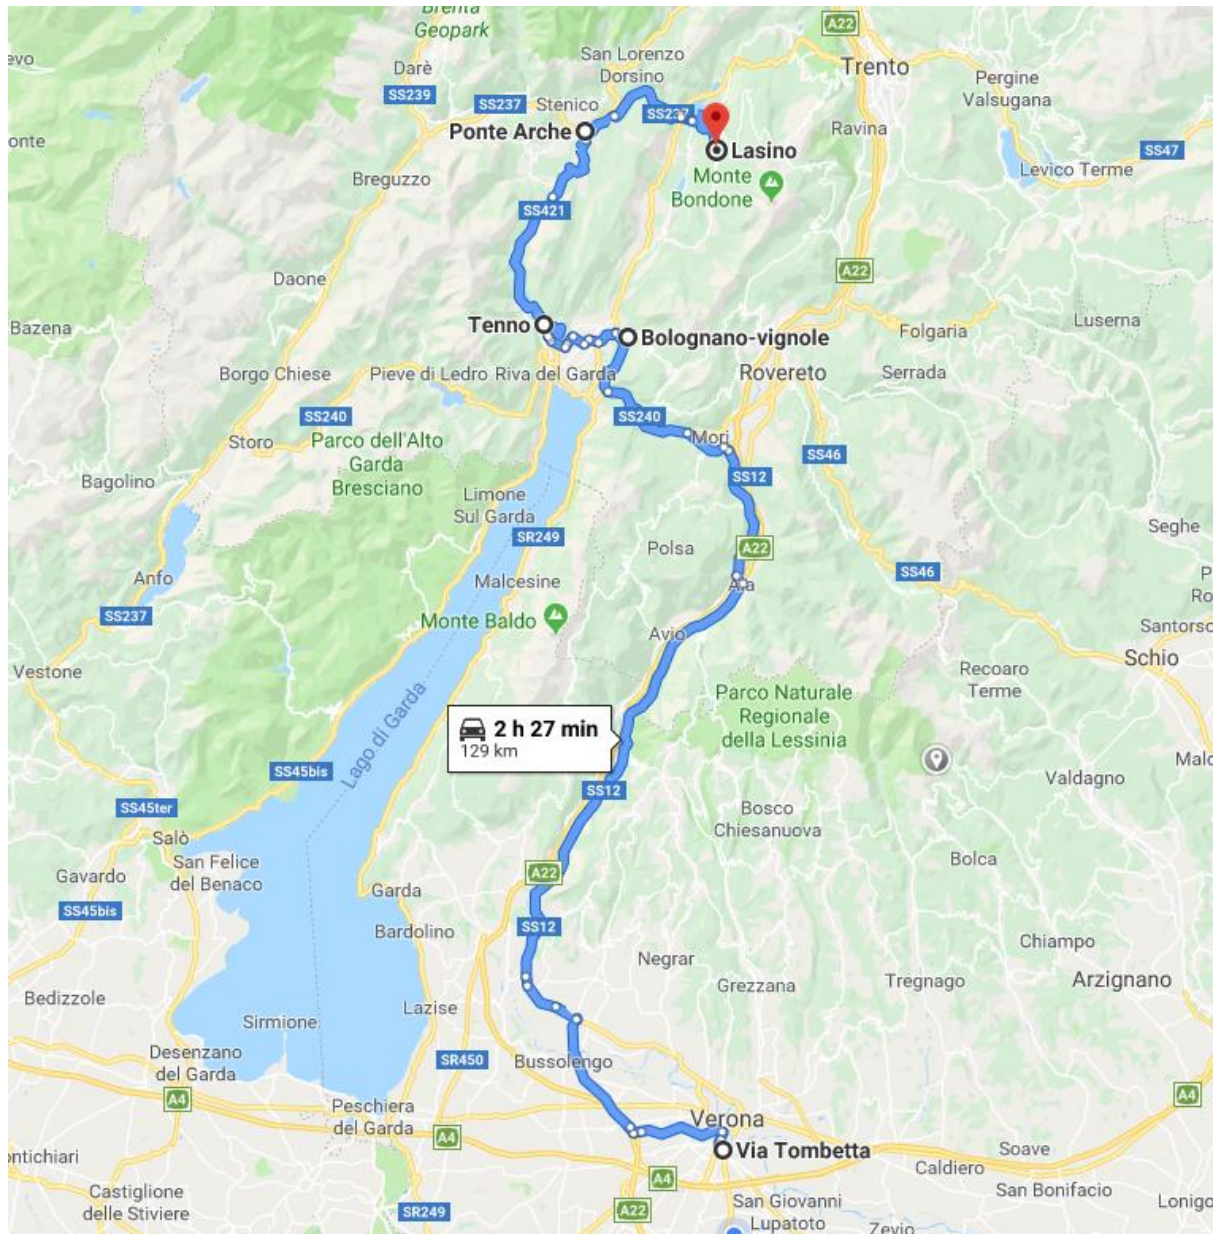 Brenta
Geopark
A22
San Lorenzo
Dorsino
evo
Darè
Trento
Pergine
Valsugana
SS239
SS237
Stenico
SS237
Ponte Arche
Ravina
onte
Lasino
SS47
Breguzzo
Monte
Bondone
Levico Terme
SS421
Daone
A22
Bazena
Tenno
Bolognano-vignole
Folgaria
Luserna
Borgo Chiese
Pieve di Ledro
Riva del Garda
Rovereto
Serrada
SS240
SS240
Storo
Parco dell'Alto
Garda
Bresciano
Mori
SS46
Bagolino
SS12
Limone
Sul Garda
Seghe
SR249
Polsa
A22
Anfo
Malcesine
Ala
SS46
P
Ro
SS237
Monte Baldo
Avio
Santorso
Vestone
Schio
Recoaro
Terme
Parco Naturale
Regionale
della Lessinia
Lago di Garda
2 h 27 min
129 km
SS45bis
Malo
Valdagno
SS12
SS45ter
Bosco
Chiesanuova
Salò
San Felice
del Benaco
Bolca
Gavardo
A22
Garda
SS45bis
SS12
Bardolino
Chiampo
Negrar
Arzignano
Bedizzole
Grezzana
Tregnago
Lazise
Sirmione
Desenzano
del Garda
SR450
Bussolengo
A4
Peschiera
del Garda
A4
Verona
A4
Via Tombetta
Soave
ontichiari
Caldiero
A4
San Bonifacio
Castiglione
delle Stiviere
SR249
A22
San Giovanni
Lupatoto
Lonigo
Zevio